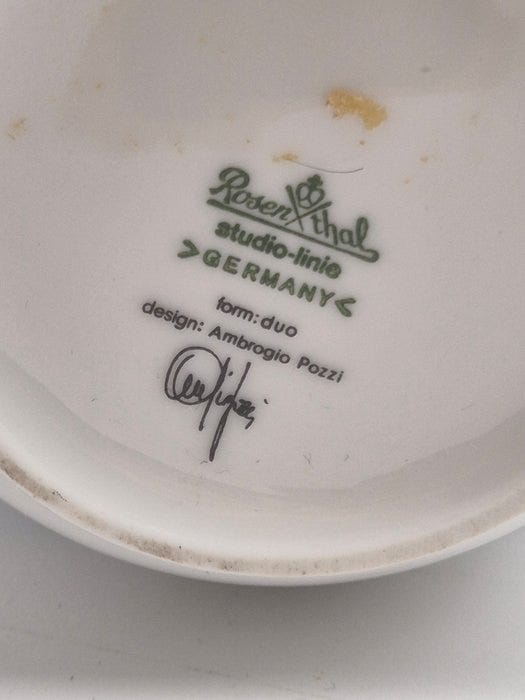 Rosenthal
studio-linie
>GERMANY<
form: duo
design: Ambrogio Pozzi